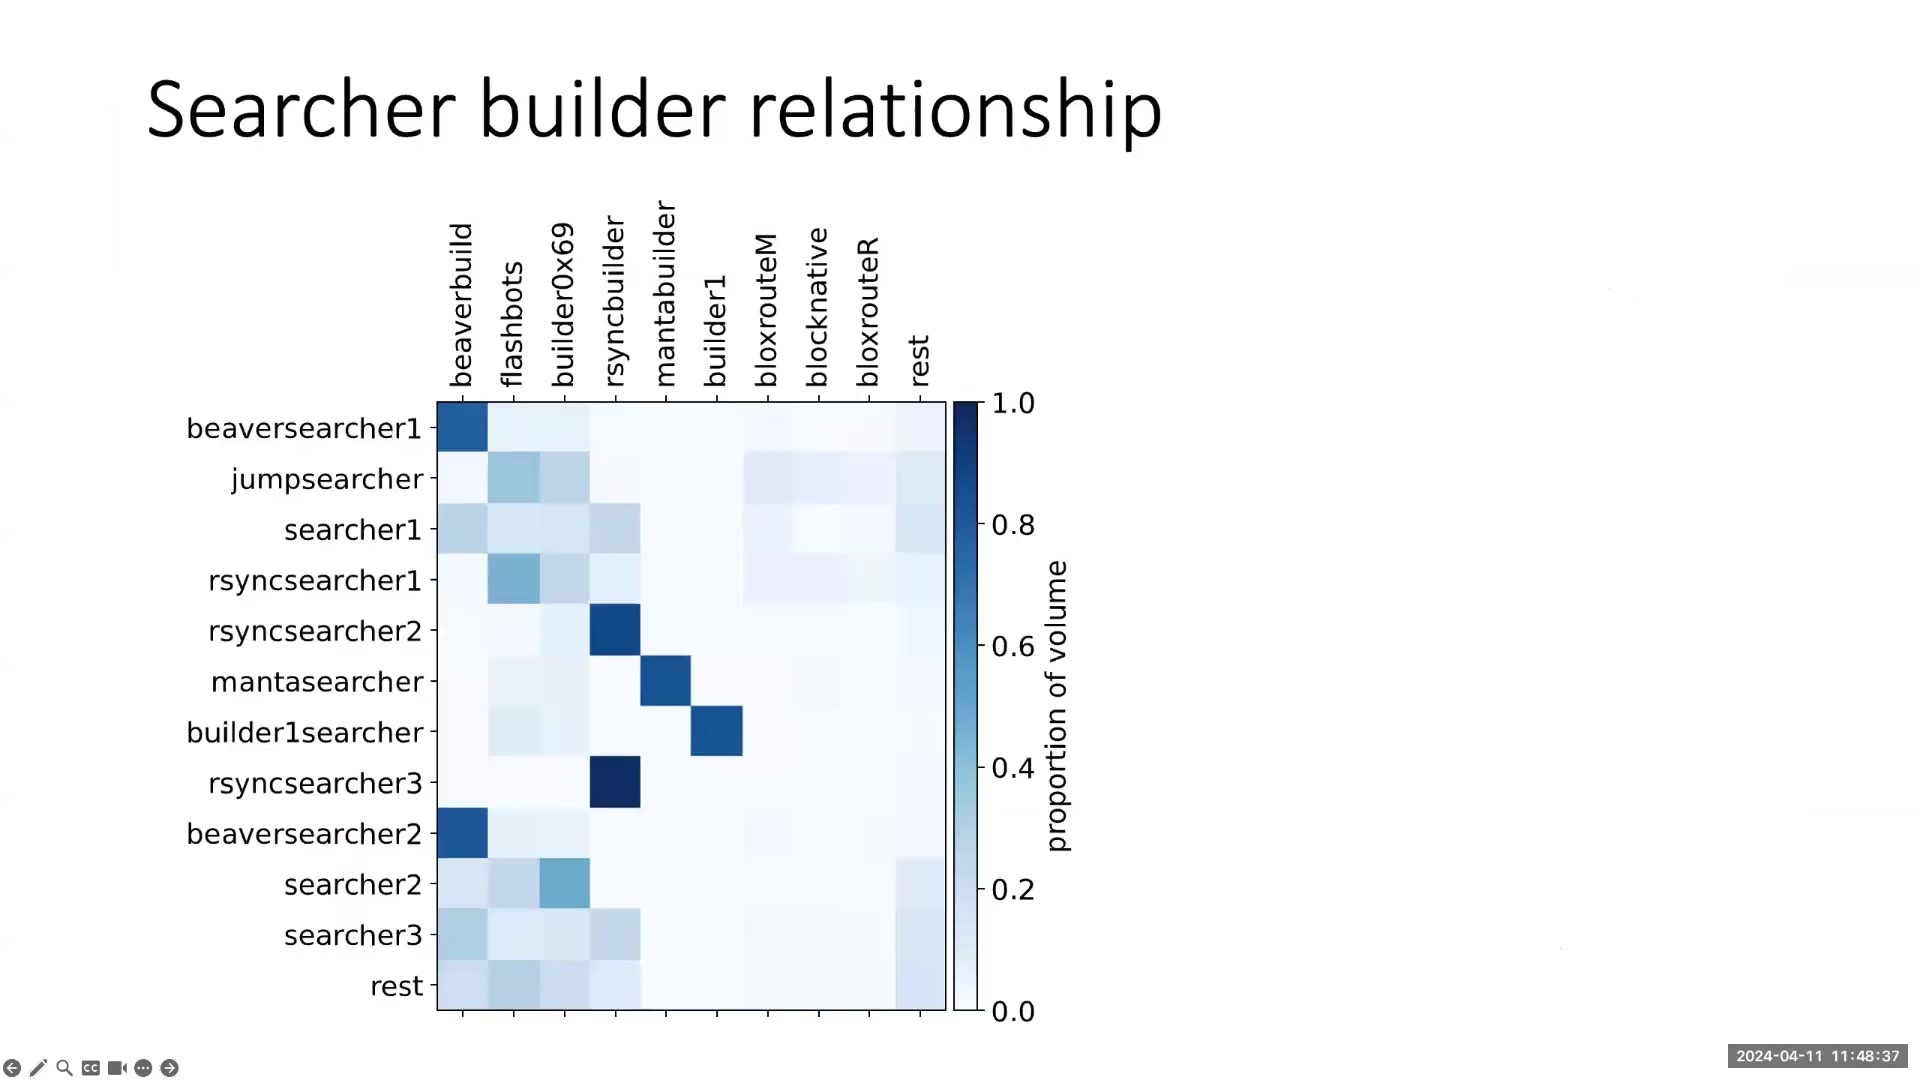 Searcher builder relationship
beaverbuild
flashbots
builder0x69
rsyncbuilder
mantabuilder
builder1
bloxrouteM
blocknative
bloxrouteR
rest
beaversearcher1
jumpsearcher
searcher1
rsyncsearcher1
rsyncsearcher2
mantasearcher
builder1searcher
rsyncsearcher3
beaversearcher2
searcher2
searcher3
rest
1.0
0.8
0.6
0.4
0.2
0.0
proportion of volume
CC
2024-04-11 11:48:37